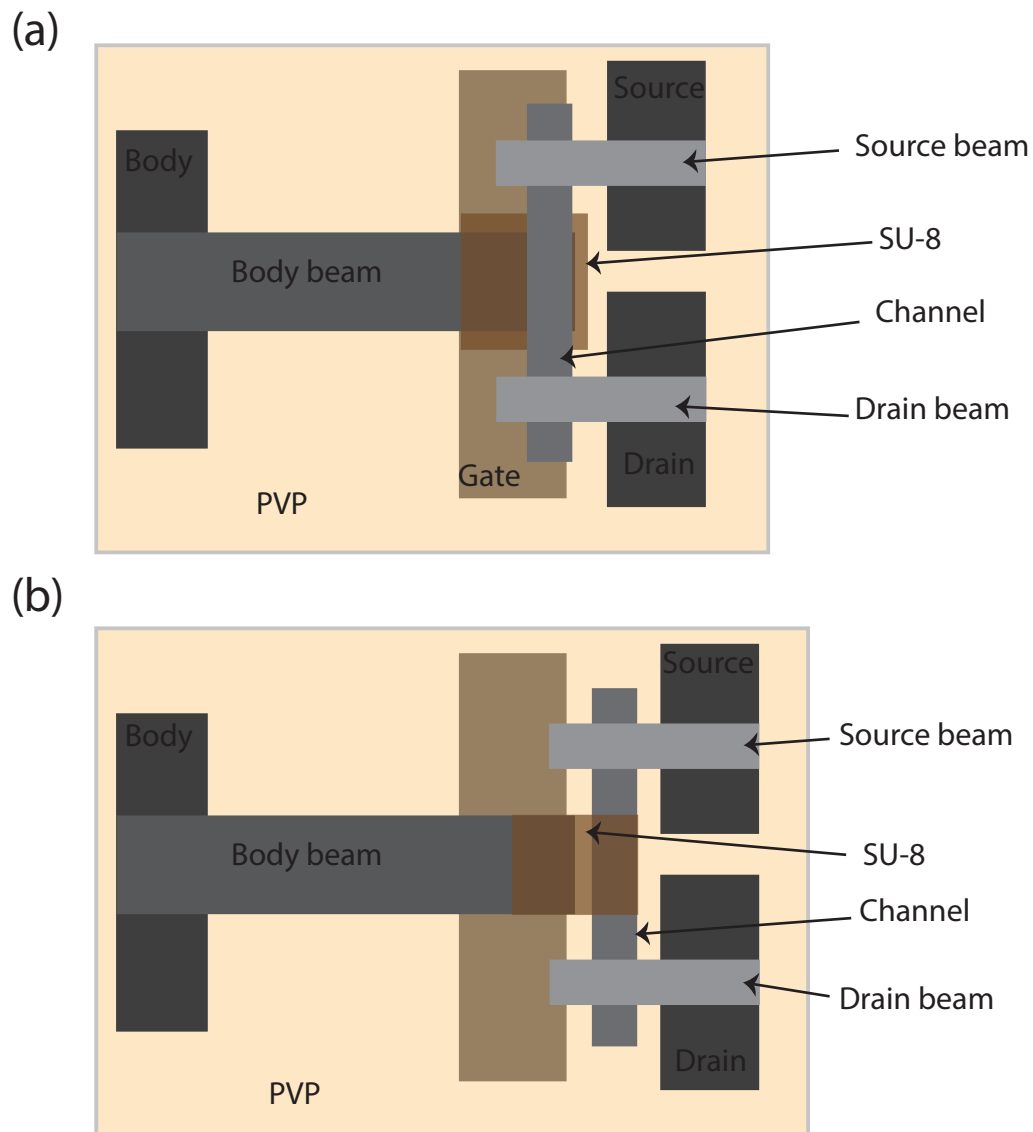 (a)
Source
Body
Source beam
SU-8
Body beam
Channel
Drain beam
Drain
Gate
PVP
(b)
Source
Body
Source beam
Body beam
SU-8
Channel
Drain beam
Drain
PVP